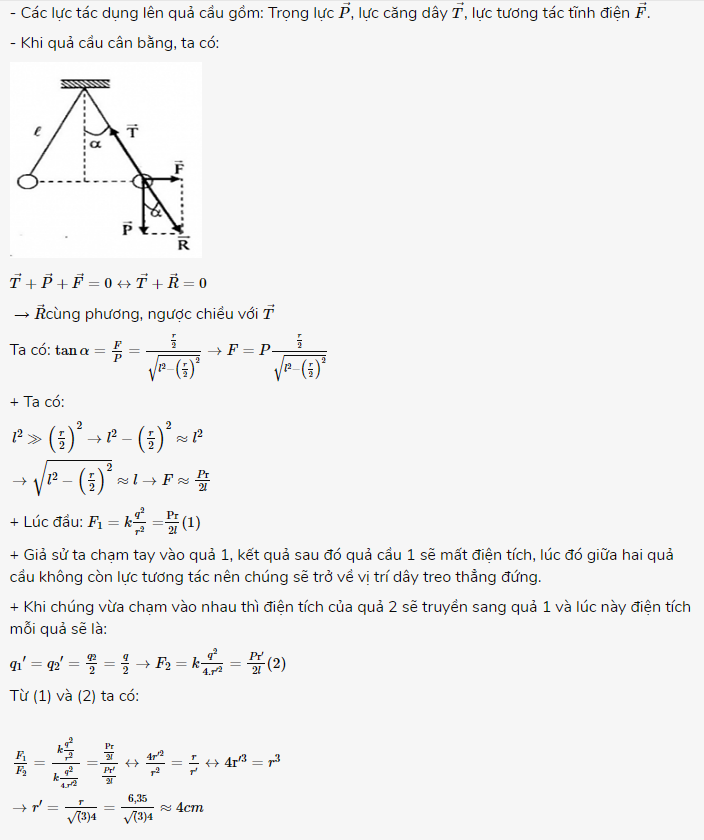 - Các lực tác dụng lên quả cầu gồm: Trọng lực $\vec{P}$, lực căng dây $\vec{T}$, lực tương tác tĩnh điện $\vec{F}$.
- Khi quả cầu cân bằng, ta có:
ℓ
α
$\vec{T}$
$\vec{F}$
α
$\vec{P}$
$\vec{R}$
$\vec{T} + \vec{P} + \vec{F} = 0 \leftrightarrow \vec{T} + \vec{R} = 0$
$\rightarrow \vec{R}$cùng phương, ngược chiều với $\vec{T}$
Ta có: $\tan\alpha = \frac{F}{P} = \frac{\frac{r}{2}}{\sqrt{l^2-\left(\frac{r}{2}\right)^2}} \rightarrow F = P\frac{\frac{r}{2}}{\sqrt{l^2-\left(\frac{r}{2}\right)^2}}$
+ Ta có:
$l^2 \gg \left(\frac{r}{2}\right)^2 \rightarrow l^2 - \left(\frac{r}{2}\right)^2 \approx l^2$
$\rightarrow \sqrt{l^2 - \left(\frac{r}{2}\right)^2} \approx l \rightarrow F \approx \frac{Pr}{2l}$
+ Lúc đầu: $F_1 = k\frac{q^2}{r^2} = \frac{Pr}{2l}(1)$
+ Giả sử ta chạm tay vào quả 1, kết quả sau đó quả cầu 1 sẽ mất điện tích, lúc đó giữa hai quả
cầu không còn lực tương tác nên chúng sẽ trở về vị trí dây treo thẳng đứng.
+ Khi chúng vừa chạm vào nhau thì điện tích của quả 2 sẽ truyền sang quả 1 và lúc này điện tích
mỗi quả sẽ là:
$q_1' = q_2' = \frac{q_2}{2} = \frac{q}{2} \rightarrow F_2 = k\frac{q^2}{4.r'^2} = \frac{Pr'}{2l}(2)$
Từ (1) và (2) ta có:
$\frac{F_1}{F_2} = \frac{k\frac{q^2}{r^2}}{k\frac{q^2}{4.r'^2}} = \frac{\frac{Pr}{2l}}{\frac{Pr'}{2l}} \leftrightarrow \frac{4r'^2}{r^2} = \frac{r}{r'} \leftrightarrow 4r'^3 = r^3$
$\rightarrow r' = \frac{r}{\sqrt(3)4} = \frac{6,35}{\sqrt(3)4} \approx 4cm$